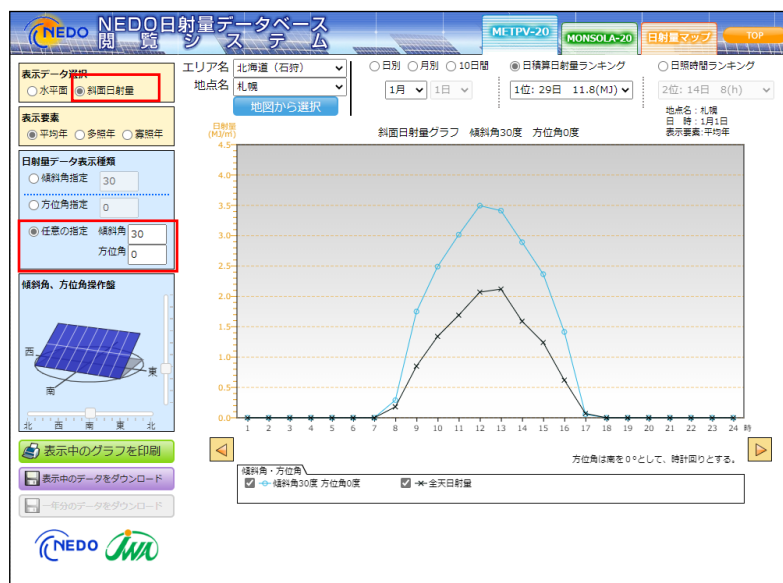 NEDO
NEDO日射量データベース
閲覧システム
METPV-20
MONSOLA-20
日射量マップ
TOP
表示データ選択
水平面 斜面日射量
表示要素
平均年 多照年 寡照年
日射量データ表示種類
傾斜角指定 30
方位角指定 0
任意の指定 傾斜角 30
方位角 0
傾斜角、方位角操作盤
西
東
南
北 西 南 東 北
表示中のグラフを印刷
表示中のデータをダウンロード
一年分のデータをダウンロード
NEDO JWA
エリア名 北海道（石狩）
地点名 札幌
地図から選択
日別 月別 10日間
1月 1日
日積算日射量ランキング
1位: 29日 11.8(MJ)
日照時間ランキング
2位: 14日 8(h)
地点名：札幌
日　時：1月1日
表示要素:平均年
日射量
(MJ/㎡)
斜面日射量グラフ 傾斜角30度 方位角0度
4.5
4.0
3.5
3.0
2.5
2.0
1.5
1.0
0.5
0.0
1 2 3 4 5 6 7 8 9 10 11 12 13 14 15 16 17 18 19 20 21 22 23 24 時
方位角は南を0°として、時計回りとする。
傾斜角・方位角
傾斜角30度 方位角0度
全天日射量